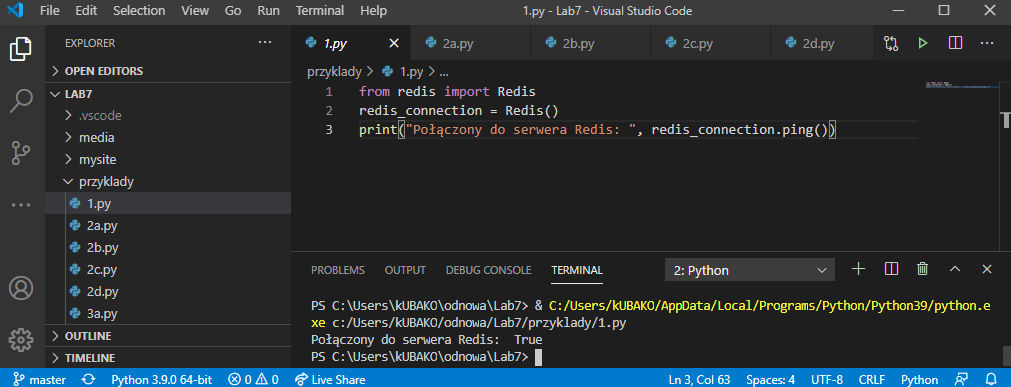 File Edit Selection View Go Run Terminal Help 1.py - Lab7 - Visual Studio Code
EXPLORER
OPEN EDITORS
LAB7
.vscode
media
mysite
przyklady
1.py
2a.py
2b.py
2c.py
2d.py
3a.py
OUTLINE
TIMELINE
1.py 2a.py 2b.py 2c.py 2d.py
przyklady > 1.py > ...
1 from redis import Redis
2 redis_connection = Redis()
3 print("Połączony do serwera Redis: ", redis_connection.ping())
PROBLEMS OUTPUT DEBUG CONSOLE TERMINAL 2: Python
PS C:\Users\kUBAKO\odnowa\Lab7> & C:/Users/kUBAKO/AppData/Local/Programs/Python/Python39/python.e
xe c:/Users/kUBAKO/odnowa/Lab7/przyklady/1.py
Połączony do serwera Redis:  True
PS C:\Users\kUBAKO\odnowa\Lab7>
master Python 3.9.0 64-bit 0 0 Live Share Ln 3, Col 63 Spaces: 4 UTF-8 CRLF Python